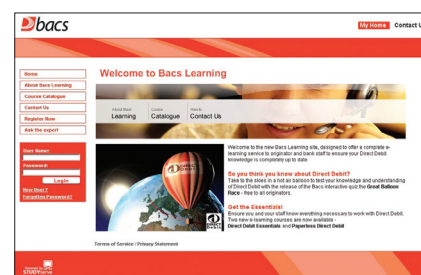 bacs
My Home Contact U
Home
About Bacs Learning
Course Catalogue
Contact Us
Register Now
Ask the expert
User Name:
Password:
Login
New User ?
Forgotten Password?
Welcome to Bacs Learning
Learning
Catalogue
Contact Us
Welcome to the new Bacs Learning site, designed to offer a complete e-
learning service to originator and bank staff to ensure your Direct Debit
knowledge is completely up to date.
So you think you know about Direct Debit?
Take to the skies in a hot air balloon to test your knowledge and understanding
of Direct Debit with the release of the Bacs interactive quiz the Great Balloon
Race - free to all originators.
Get the Essentials!
Ensure you and your staff know everything necessary to work with Direct Debit.
Two new e-learning courses are now available -
Direct Debit Essentials and Paperless Direct Debit
Terms of Service / Privacy Statement
STUDYserve